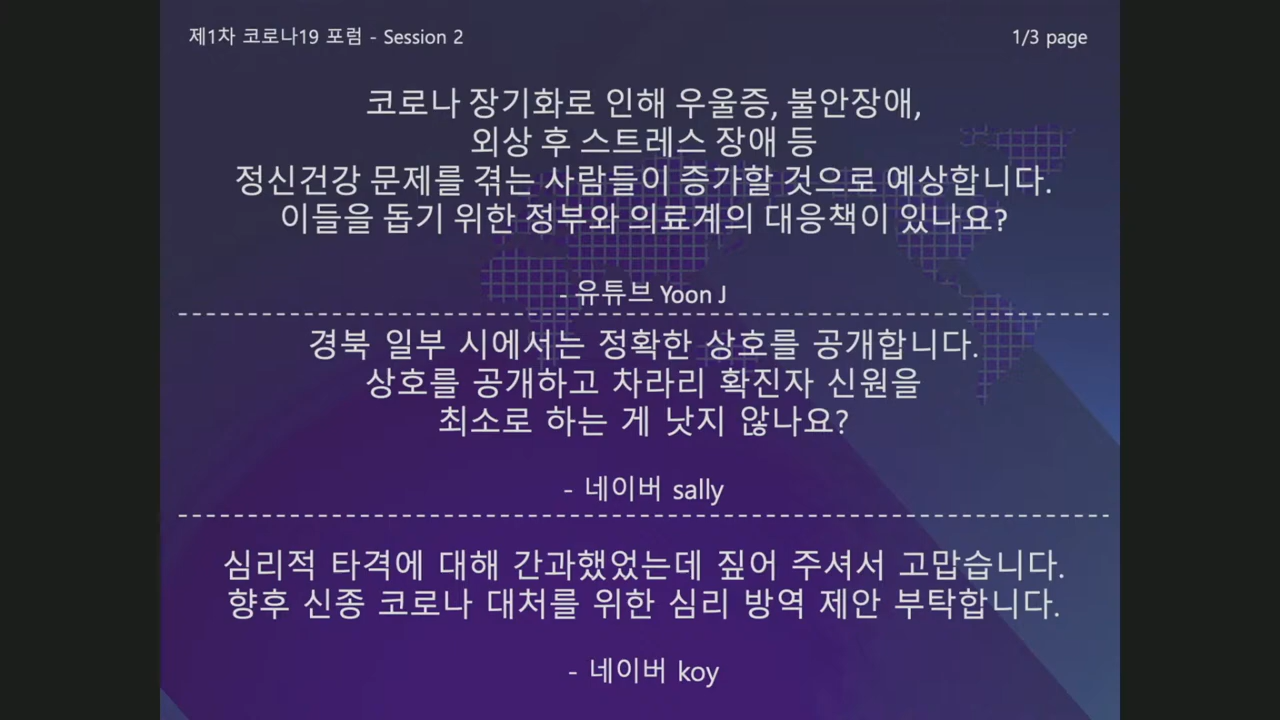 제1차 코로나19 포럼 - Session 2
1/3 page
코로나 장기화로 인해 우울증, 불안장애,
외상 후 스트레스 장애 등
정신건강 문제를 겪는 사람들이 증가할 것으로 예상합니다.
이들을 돕기 위한 정부와 의료계의 대응책이 있나요?
- 유튜브 Yoon J
경북 일부 시에서는 정확한 상호를 공개합니다.
상호를 공개하고 차라리 확진자 신원을
최소로 하는 게 낫지 않나요?
- 네이버 sally
심리적 타격에 대해 간과했었는데 짚어 주셔서 고맙습니다.
향후 신종 코로나 대처를 위한 심리 방역 제안 부탁합니다.
- 네이버 koy